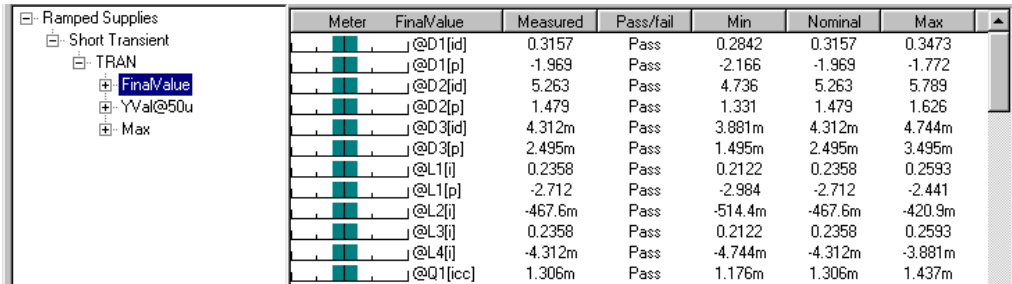 Ramped Supplies
Short Transient
TRAN
FinalValue
YVal@50u
Max
Meter FinalValue Measured Pass/fail Min Nominal Max
@D1[id] 0.3157 Pass 0.2842 0.3157 0.3473
@D1[p] -1.969 Pass -2.166 -1.969 -1.772
@D2[id] 5.263 Pass 4.736 5.263 5.789
@D2[p] 1.479 Pass 1.331 1.479 1.626
@D3[id] 4.312m Pass 3.881m 4.312m 4.744m
@D3[p] 2.495m Pass 1.495m 2.495m 3.495m
@L1[i] 0.2358 Pass 0.2122 0.2358 0.2593
@L1[p] -2.712 Pass -2.984 -2.712 -2.441
@L2[i] -467.6m Pass -514.4m -467.6m -420.9m
@L3[i] 0.2358 Pass 0.2122 0.2358 0.2593
@L4[i] -4.312m Pass -4.744m -4.312m -3.881m
@Q1[icc] 1.306m Pass 1.176m 1.306m 1.437m